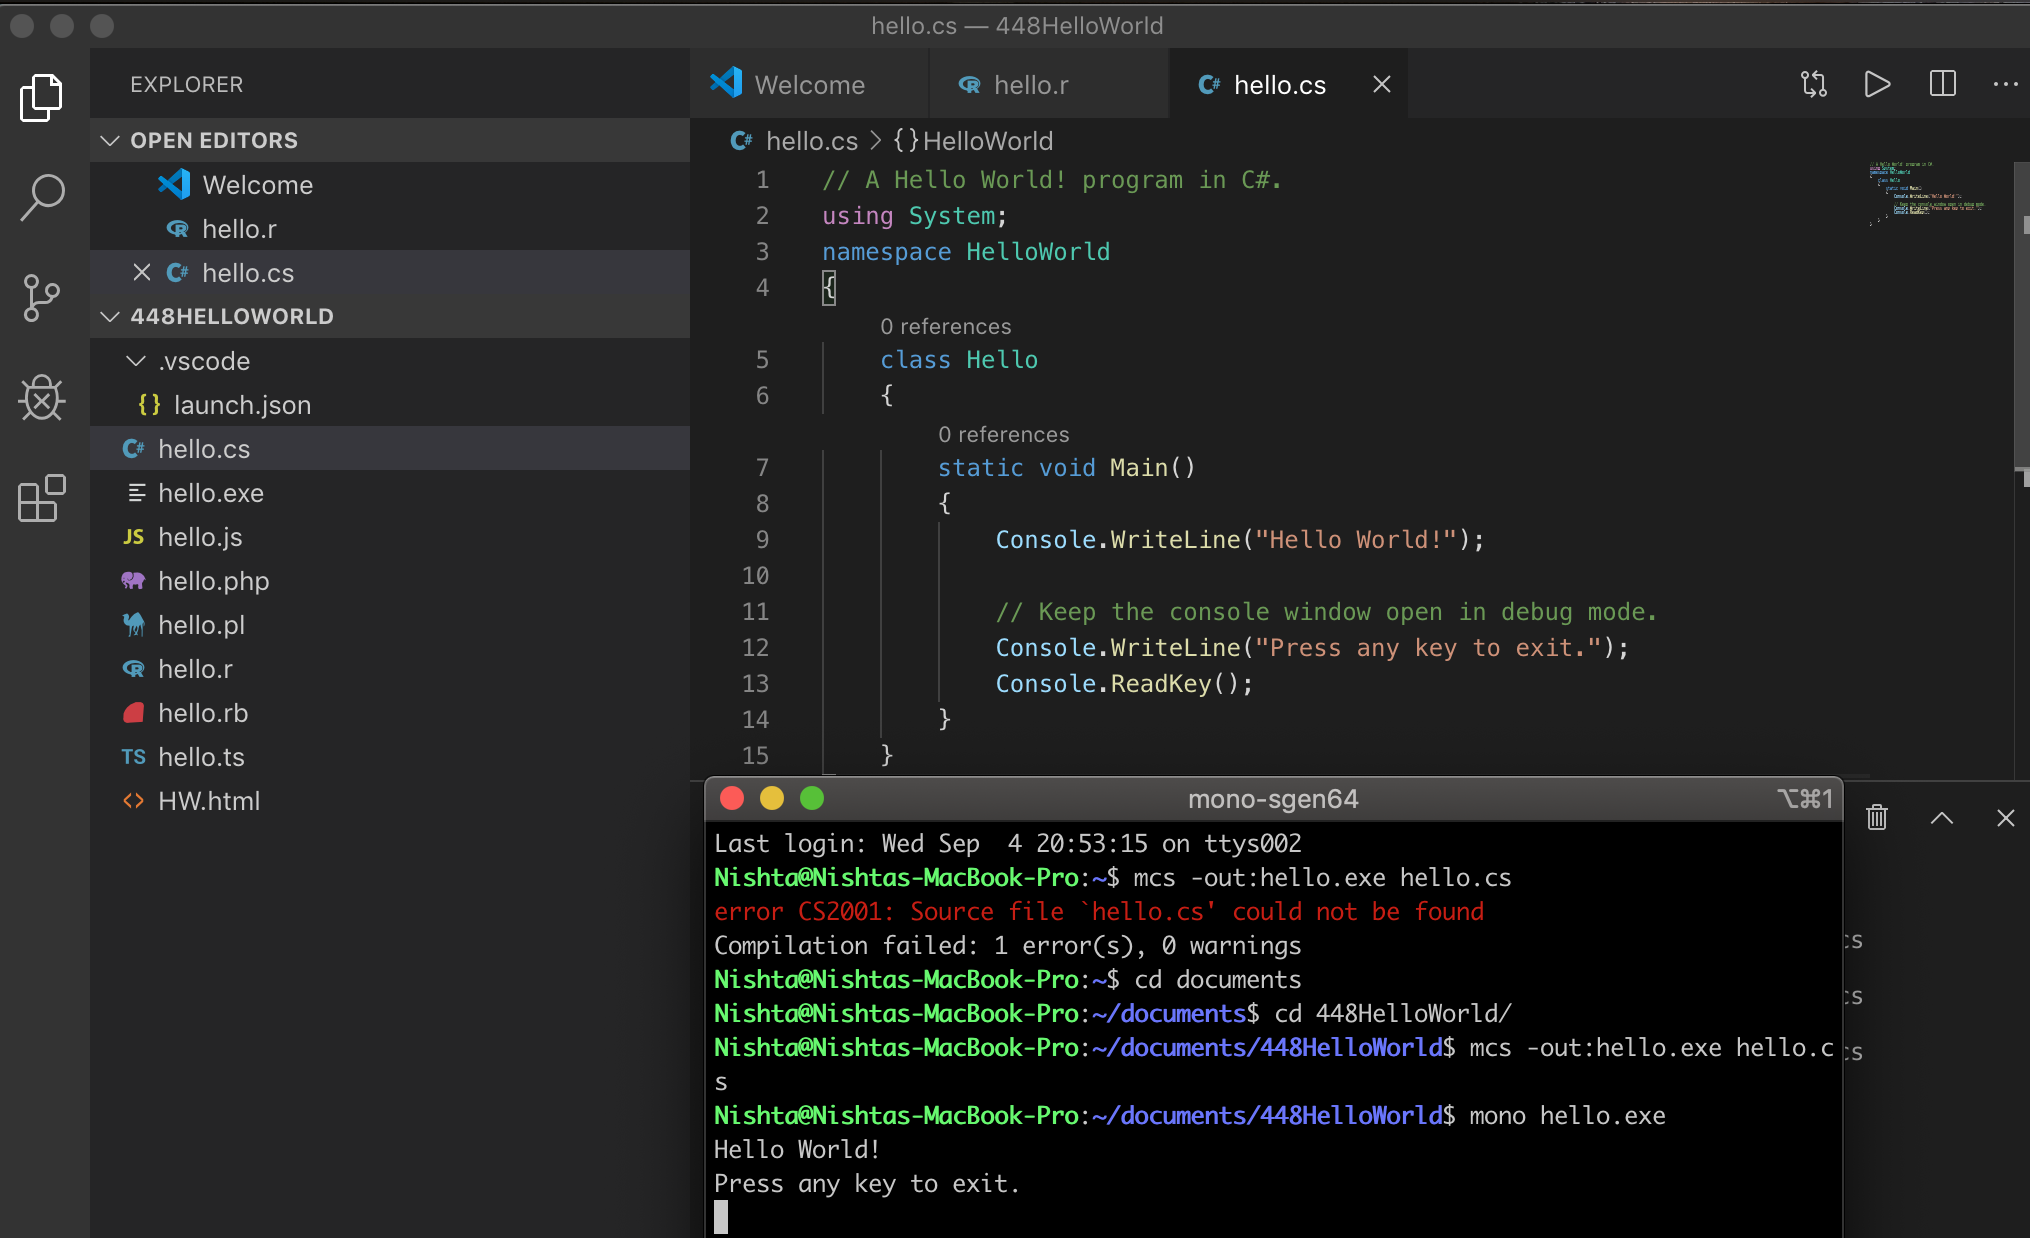 hello.cs — 448HelloWorld
EXPLORER
OPEN EDITORS
Welcome
hello.r
hello.cs
448HELLOWORLD
.vscode
{} launch.json
C# hello.cs
hello.exe
JS hello.js
hello.php
hello.pl
R hello.r
hello.rb
TS hello.ts
<> HW.html
Welcome
R hello.r
C# hello.cs
C# hello.cs > {} HelloWorld
1 // A Hello World! program in C#.
2 using System;
3 namespace HelloWorld
4 {
0 references
5 class Hello
6 {
0 references
7 static void Main()
8 {
9 Console.WriteLine("Hello World!");
10
11 // Keep the console window open in debug mode.
12 Console.WriteLine("Press any key to exit.");
13 Console.ReadKey();
14 }
15 }
mono-sgen64
⌥⌘1
Last login: Wed Sep  4 20:53:15 on ttys002
Nishta@Nishtas-MacBook-Pro:~$ mcs -out:hello.exe hello.cs
error CS2001: Source file `hello.cs' could not be found
Compilation failed: 1 error(s), 0 warnings
Nishta@Nishtas-MacBook-Pro:~$ cd documents
Nishta@Nishtas-MacBook-Pro:~/documents$ cd 448HelloWorld/
Nishta@Nishtas-MacBook-Pro:~/documents/448HelloWorld$ mcs -out:hello.exe hello.c
s
Nishta@Nishtas-MacBook-Pro:~/documents/448HelloWorld$ mono hello.exe
Hello World!
Press any key to exit.